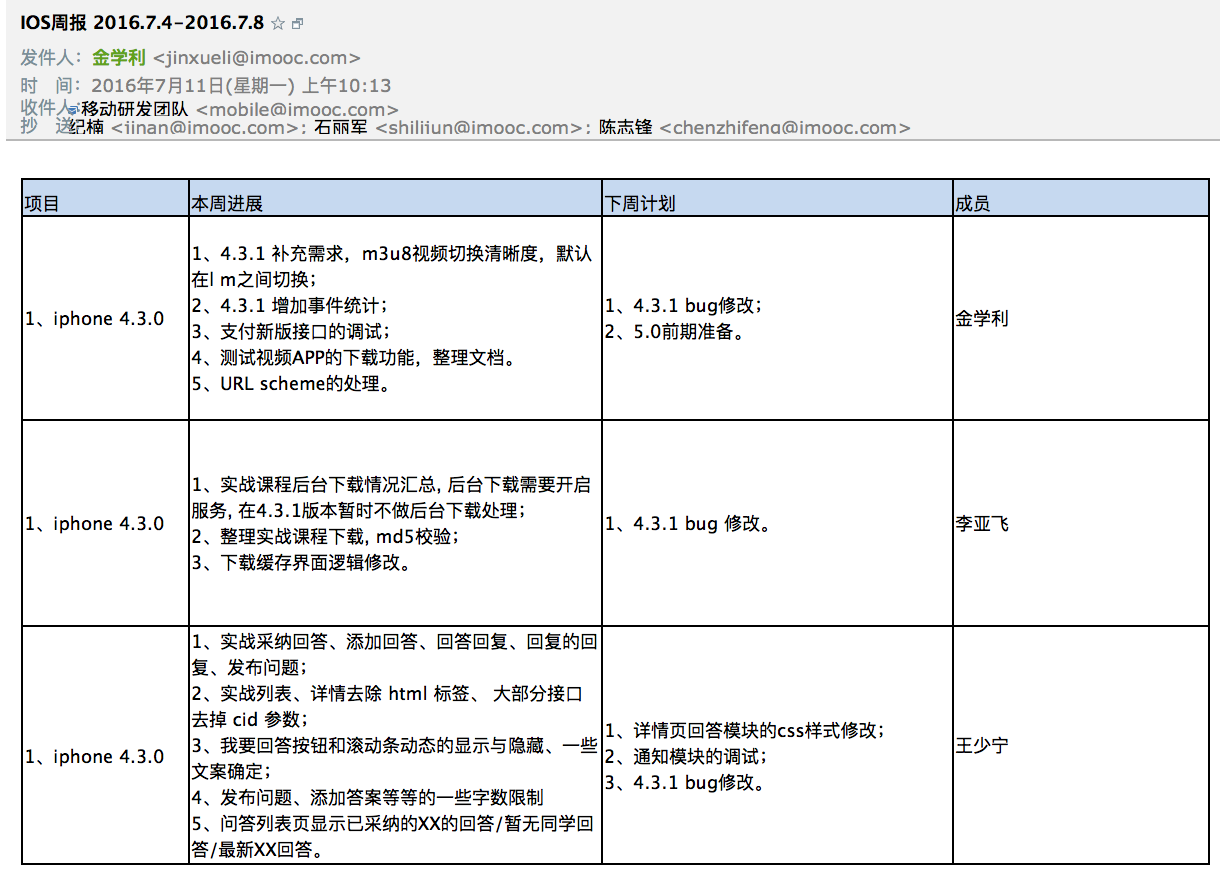 IOS周报 2016.7.4-2016.7.8
发件人：金学利 <jinxueli@imooc.com>
时 间：2016年7月11日(星期一) 上午10:13
收件人：移动研发团队 <mobile@imooc.com>
抄 送：纪楠 <jinan@imooc.com>; 石丽军 <shilijun@imooc.com>; 陈志锋 <chenzhifeng@imooc.com>
项目 本周进展 下周计划 成员
1、iphone 4.3.0
1、4.3.1 补充需求，m3u8视频切换清晰度，默认
在l m之间切换；
2、4.3.1 增加事件统计；
3、支付新版接口的调试；
4、测试视频APP的下载功能，整理文档。
5、URL scheme的处理。
1、4.3.1 bug修改；
2、5.0前期准备。
金学利
1、iphone 4.3.0
1、实战课程后台下载情况汇总, 后台下载需要开启
服务, 在4.3.1版本暂时不做后台下载处理；
2、整理实战课程下载, md5校验；
3、下载缓存界面逻辑修改。
1、4.3.1 bug 修改。
李亚飞
1、iphone 4.3.0
1、实战采纳回答、添加回答、回答回复、回复的回
复、发布问题；
2、实战列表、详情去除 html 标签、 大部分接口
去掉 cid 参数；
3、我要回答按钮和滚动条动态的显示与隐藏、一些
文案确定；
4、发布问题、添加答案等等的一些字数限制
5、问答列表页显示已采纳的XX的回答/暂无同学回
答/最新XX回答。
1、详情页回答模块的css样式修改；
2、通知模块的调试；
3、4.3.1 bug修改。
王少宁